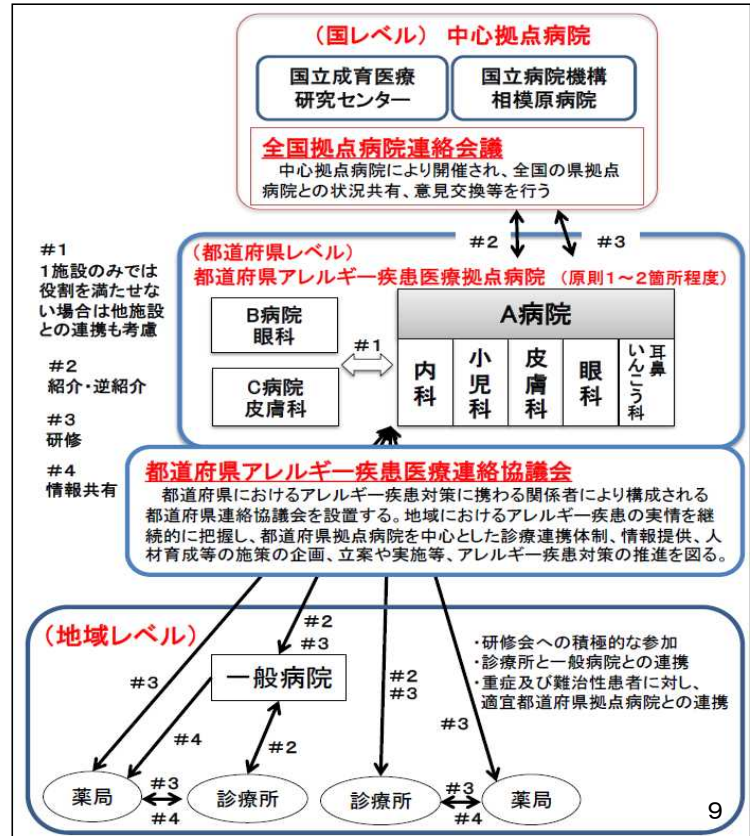 (国レベル) 中心拠点病院
国立成育医療
研究センター
国立病院機構
相模原病院
全国拠点病院連絡会議
中心拠点病院により開催され、全国の県拠点
病院との状況共有、意見交換等を行う
#2
#3
#1
1施設のみでは
役割を満たせな
い場合は他施設
との連携も考慮
#2
紹介・逆紹介
#3
研修
#4
情報共有
(都道府県レベル)
都道府県アレルギー疾患医療拠点病院 (原則1~2箇所程度)
B病院
眼科
C病院
皮膚科
#1
A病院
内科
小児科
皮膚科
眼科
耳鼻
いんこう科
都道府県アレルギー疾患医療連絡協議会
都道府県におけるアレルギー疾患対策に携わる関係者により構成される
都道府県連絡協議会を設置する。地域におけるアレルギー疾患の実情を継
続的に把握し、都道府県拠点病院を中心とした診療連携体制、情報提供、人
材育成等の施策の企画、立案や実施等、アレルギー疾患対策の推進を図る。
(地域レベル)
#2
#3
・研修会への積極的な参加
・診療所と一般病院との連携
・重症及び難治性患者に対し、
適宜都道府県拠点病院との連携
一般病院
#3
#2
#3
#3
#4
#2
薬局
#3
#4
診療所
診療所
#3
#4
薬局
9